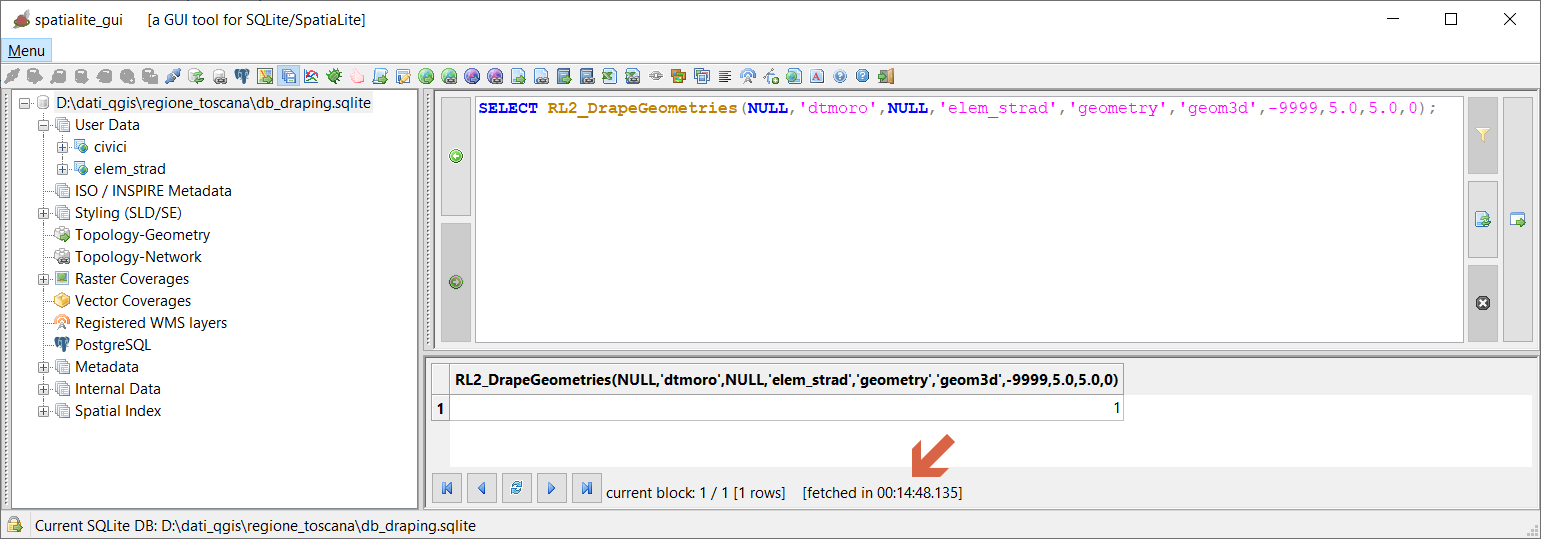 spatialite_gui [a GUI tool for SQLite/SpatiaLite]
Menu
D:\dati_qgis\regione_toscana\db_draping.sqlite
User Data
civici
elem_strad
ISO / INSPIRE Metadata
Styling (SLD/SE)
Topology-Geometry
Topology-Network
Raster Coverages
Vector Coverages
Registered WMS layers
PostgreSQL
Metadata
Internal Data
Spatial Index
SELECT RL2_DrapeGeometries(NULL,'dtmoro',NULL,'elem_strad','geometry','geom3d',-9999,5.0,5.0,0);
RL2_DrapeGeometries(NULL,'dtmoro',NULL,'elem_strad','geometry','geom3d',-9999,5.0,5.0,0)
1 1
current block: 1 / 1 [1 rows] [fetched in 00:14:48.135]
Current SQLite DB: D:\dati_qgis\regione_toscana\db_draping.sqlite